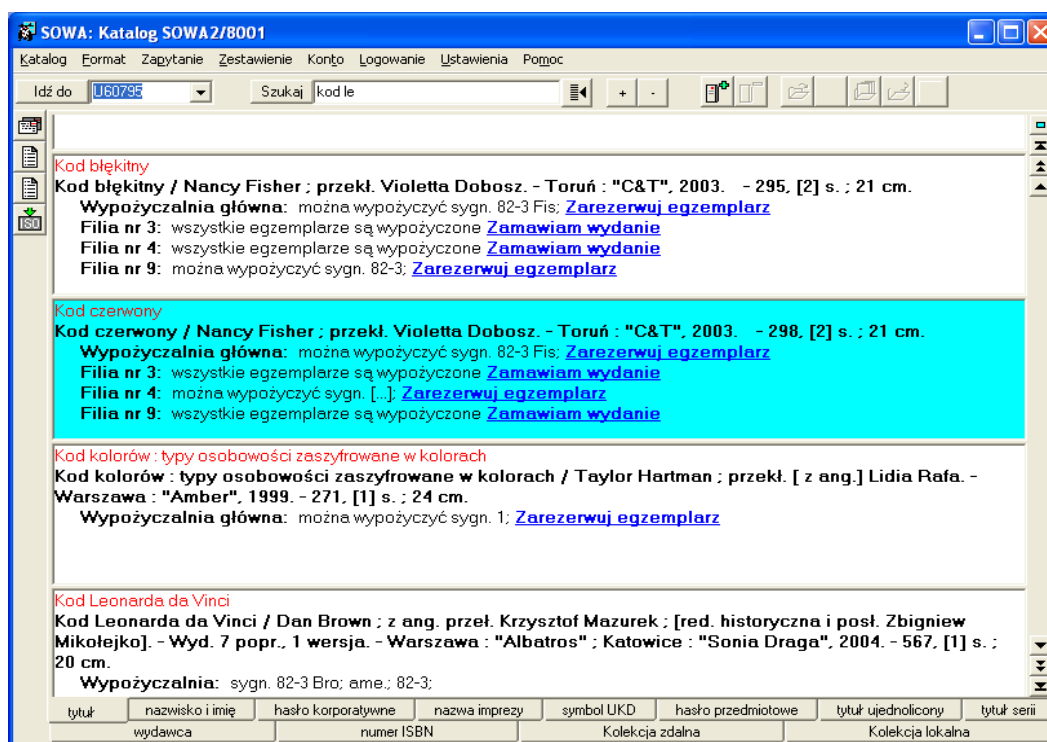 SOWA: Katalog SOWA2/8001
Katalog Format Zapytanie Zestawienie Konto Logowanie Ustawienia Pomoc
Idź do U60795 Szukaj kod le + -
Kod błękitny
Kod błękitny / Nancy Fisher ; przekł. Violetta Dobosz. - Toruń : "C&T", 2003. - 295, [2] s. ; 21 cm.
Wypożyczalnia główna: można wypożyczyć sygn. 82-3 Fis; Zarezerwuj egzemplarz
Filia nr 3: wszystkie egzemplarze są wypożyczone Zamawiam wydanie
Filia nr 4: wszystkie egzemplarze są wypożyczone Zamawiam wydanie
Filia nr 9: można wypożyczyć sygn. 82-3; Zarezerwuj egzemplarz
Kod czerwony
Kod czerwony / Nancy Fisher ; przekł. Violetta Dobosz. - Toruń : "C&T", 2003. - 298, [2] s. ; 21 cm.
Wypożyczalnia główna: można wypożyczyć sygn. 82-3 Fis; Zarezerwuj egzemplarz
Filia nr 3: wszystkie egzemplarze są wypożyczone Zamawiam wydanie
Filia nr 4: można wypożyczyć sygn. [...]; Zarezerwuj egzemplarz
Filia nr 9: wszystkie egzemplarze są wypożyczone Zamawiam wydanie
Kod kolorów : typy osobowości zaszyfrowane w kolorach
Kod kolorów : typy osobowości zaszyfrowane w kolorach / Taylor Hartman ; przekł. [ z ang.] Lidia Rafa. -
Warszawa : "Amber", 1999. - 271, [1] s. ; 24 cm.
Wypożyczalnia główna: można wypożyczyć sygn. 1; Zarezerwuj egzemplarz
Kod Leonarda da Vinci
Kod Leonarda da Vinci / Dan Brown ; z ang. przeł. Krzysztof Mazurek ; [red. historyczna i posł. Zbigniew
Mikołejko]. - Wyd. 7 popr., 1 wersja. - Warszawa : "Albatros" ; Katowice : "Sonia Draga", 2004. - 567, [1] s. ;
20 cm.
Wypożyczalnia: sygn. 82-3 Bro; ame.; 82-3;
tytuł nazwisko i imię hasło korporatywne nazwa imprezy symbol UKD hasło przedmiotowe tytuł ujednolicony tytuł serii
wydawca numer ISBN Kolekcja zdalna Kolekcja lokalna
ISO